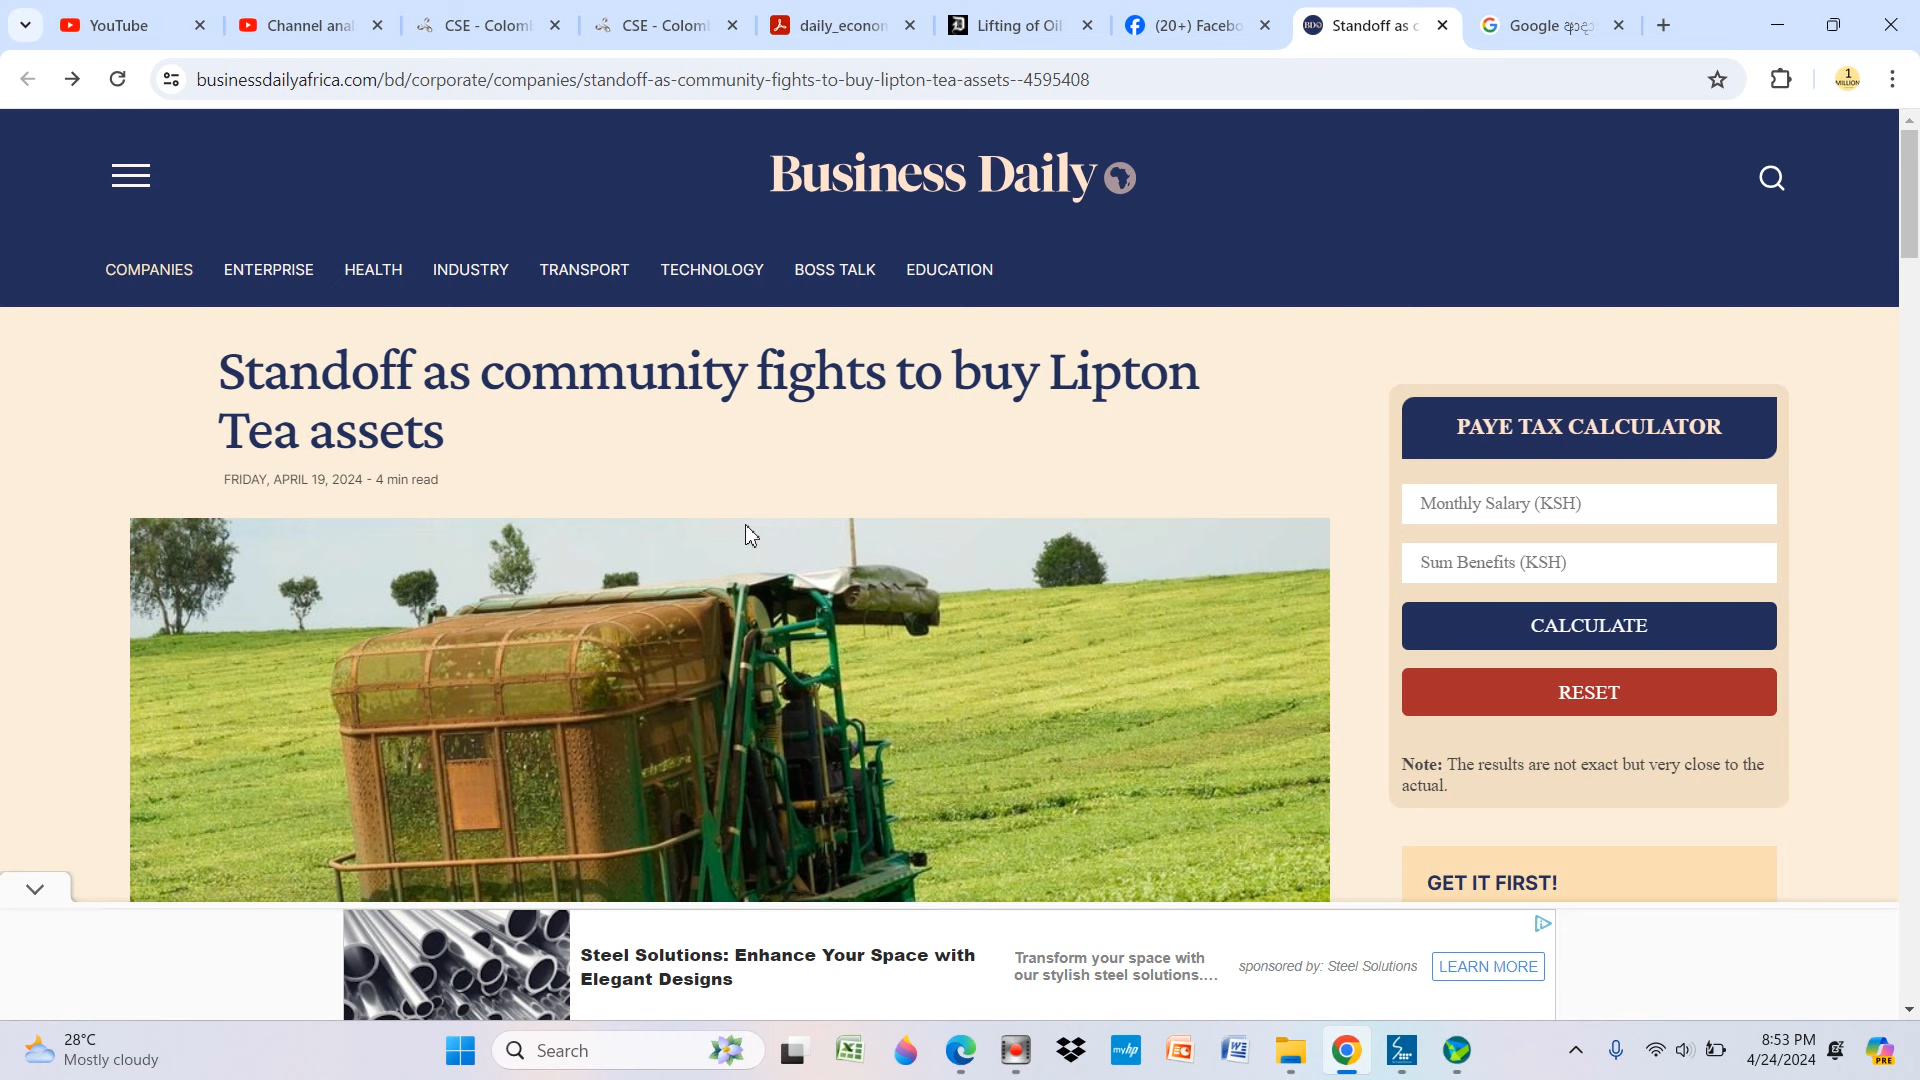 YouTube
Channel anal
CSE - Colom
CSE - Colom
daily_econon
Lifting of Oil
(20+) Facebo
Standoff as c
Google ආදා
businessdailyafrica.com/bd/corporate/companies/standoff-as-community-fights-to-buy-lipton-tea-assets--4595408
1
MILLION
Business Daily
COMPANIES ENTERPRISE HEALTH INDUSTRY TRANSPORT TECHNOLOGY BOSS TALK EDUCATION
Standoff as community fights to buy Lipton
Tea assets
FRIDAY, APRIL 19, 2024 - 4 min read
PAYE TAX CALCULATOR
Monthly Salary (KSH)
Sum Benefits (KSH)
CALCULATE
RESET
Note: The results are not exact but very close to the
actual.
GET IT FIRST!
Steel Solutions: Enhance Your Space with
Elegant Designs
Transform your space with
our stylish steel solutions....
sponsored by: Steel Solutions
LEARN MORE
28°C
Mostly cloudy
Search
myhp
8:53 PM
4/24/2024
PRE